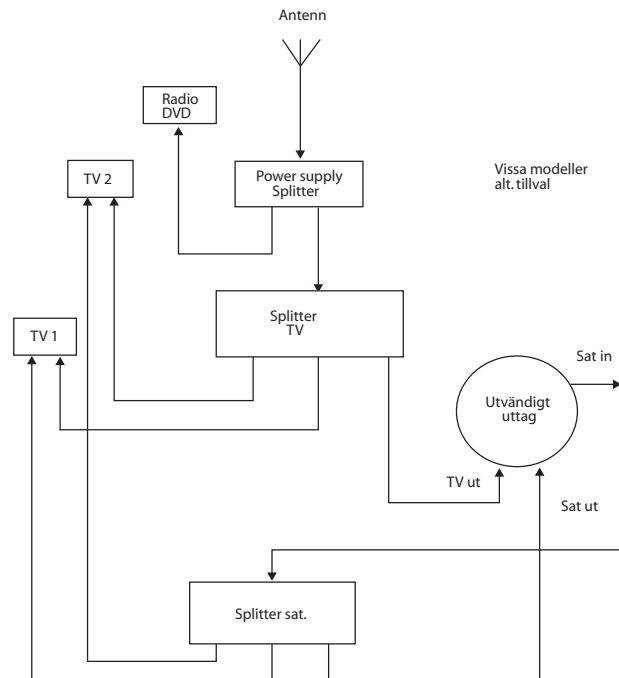 Antenn
Radio
DVD
TV 2
Power supply
Splitter
Vissa modeller
alt. tillval
Splitter
TV
TV 1
Sat in
Utvändigt
uttag
TV ut
Sat ut
Splitter sat.